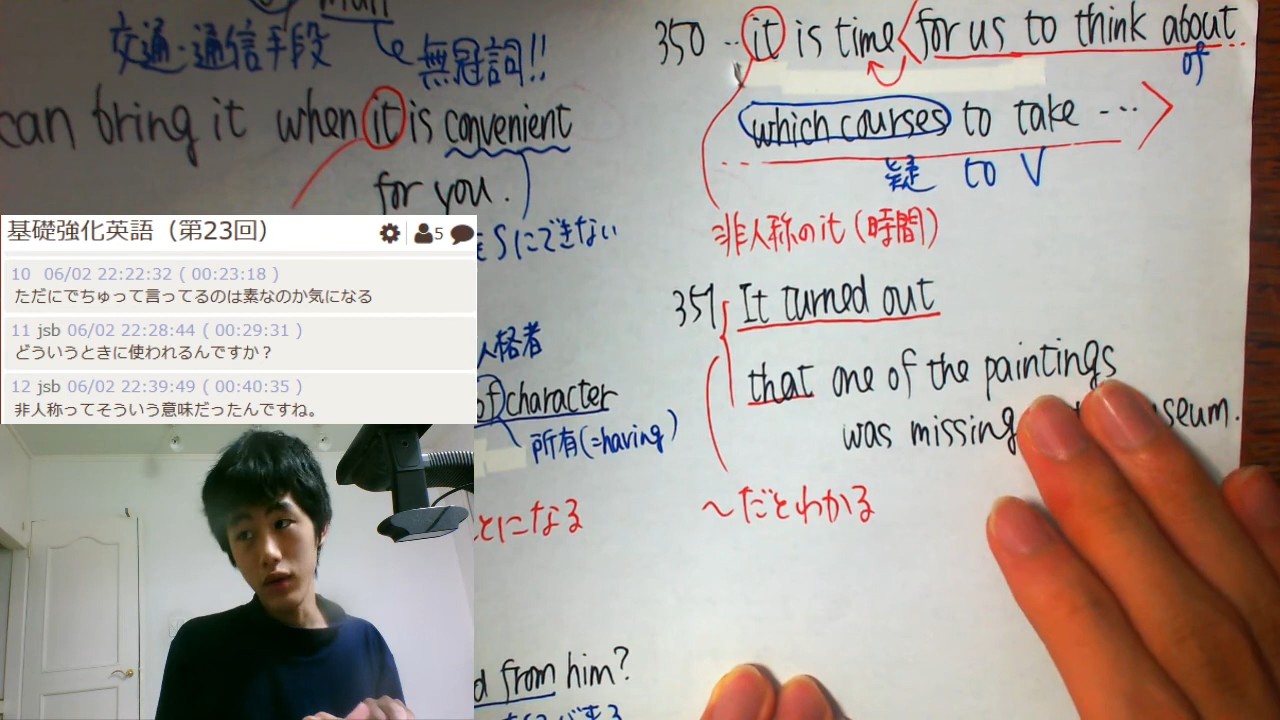 mail
交通・通信手段
無冠詞!!
can bring it when it is convenient
for you.
Sにできない
基礎強化英語（第23回）
5
10 06/02 22:22:32 ( 00:23:18 )
ただにでちゅって言ってるのは素なのか気になる
11 jsb 06/02 22:28:44 ( 00:29:31 )
どういうときに使われるんですか？
12 jsb 06/02 22:39:49 ( 00:40:35 )
非人称ってそういう意味だったんですね。
人格者
of character
所有(=having)
とになる
from him?
350 ‥it is time for us to think about
of
which courses to take …
疑 to V
非人称のit (時間)
351 It turned out
that one of the paintings
was missing seum.
～だとわかる